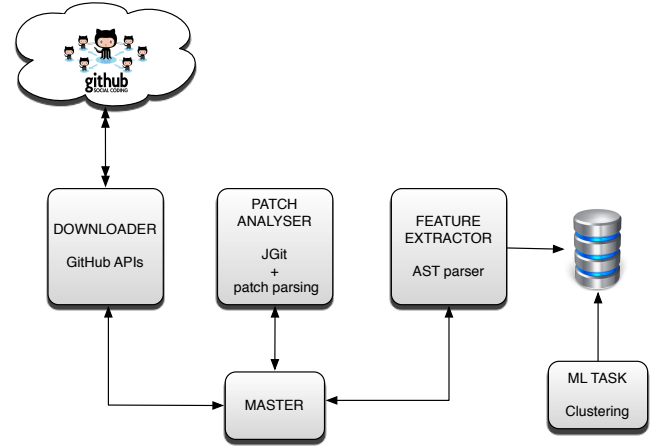 github
SOCIAL CODING
DOWNLOADER
GitHub APIs
PATCH
ANALYSER
JGit
+
patch parsing
FEATURE
EXTRACTOR
AST parser
MASTER
ML TASK
Clustering